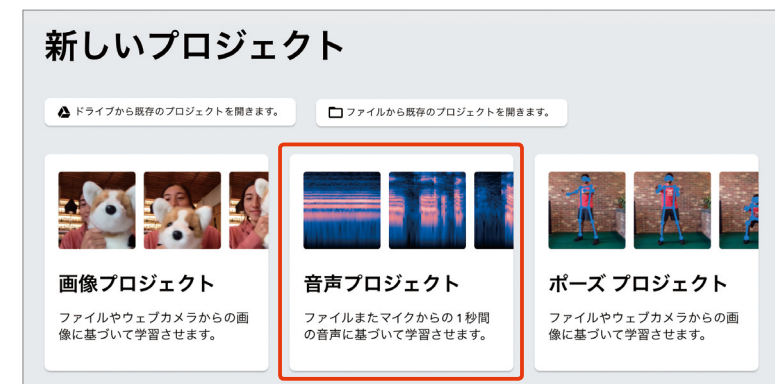 新しいプロジェクト
ドライブから既存のプロジェクトを開きます。
ファイルから既存のプロジェクトを開きます。
画像プロジェクト
ファイルやウェブカメラからの画
像に基づいて学習させます。
音声プロジェクト
ファイルまたマイクからの1秒間
の音声に基づいて学習させます。
ポーズ プロジェクト
ファイルやウェブカメラからの画
像に基づいて学習させます。